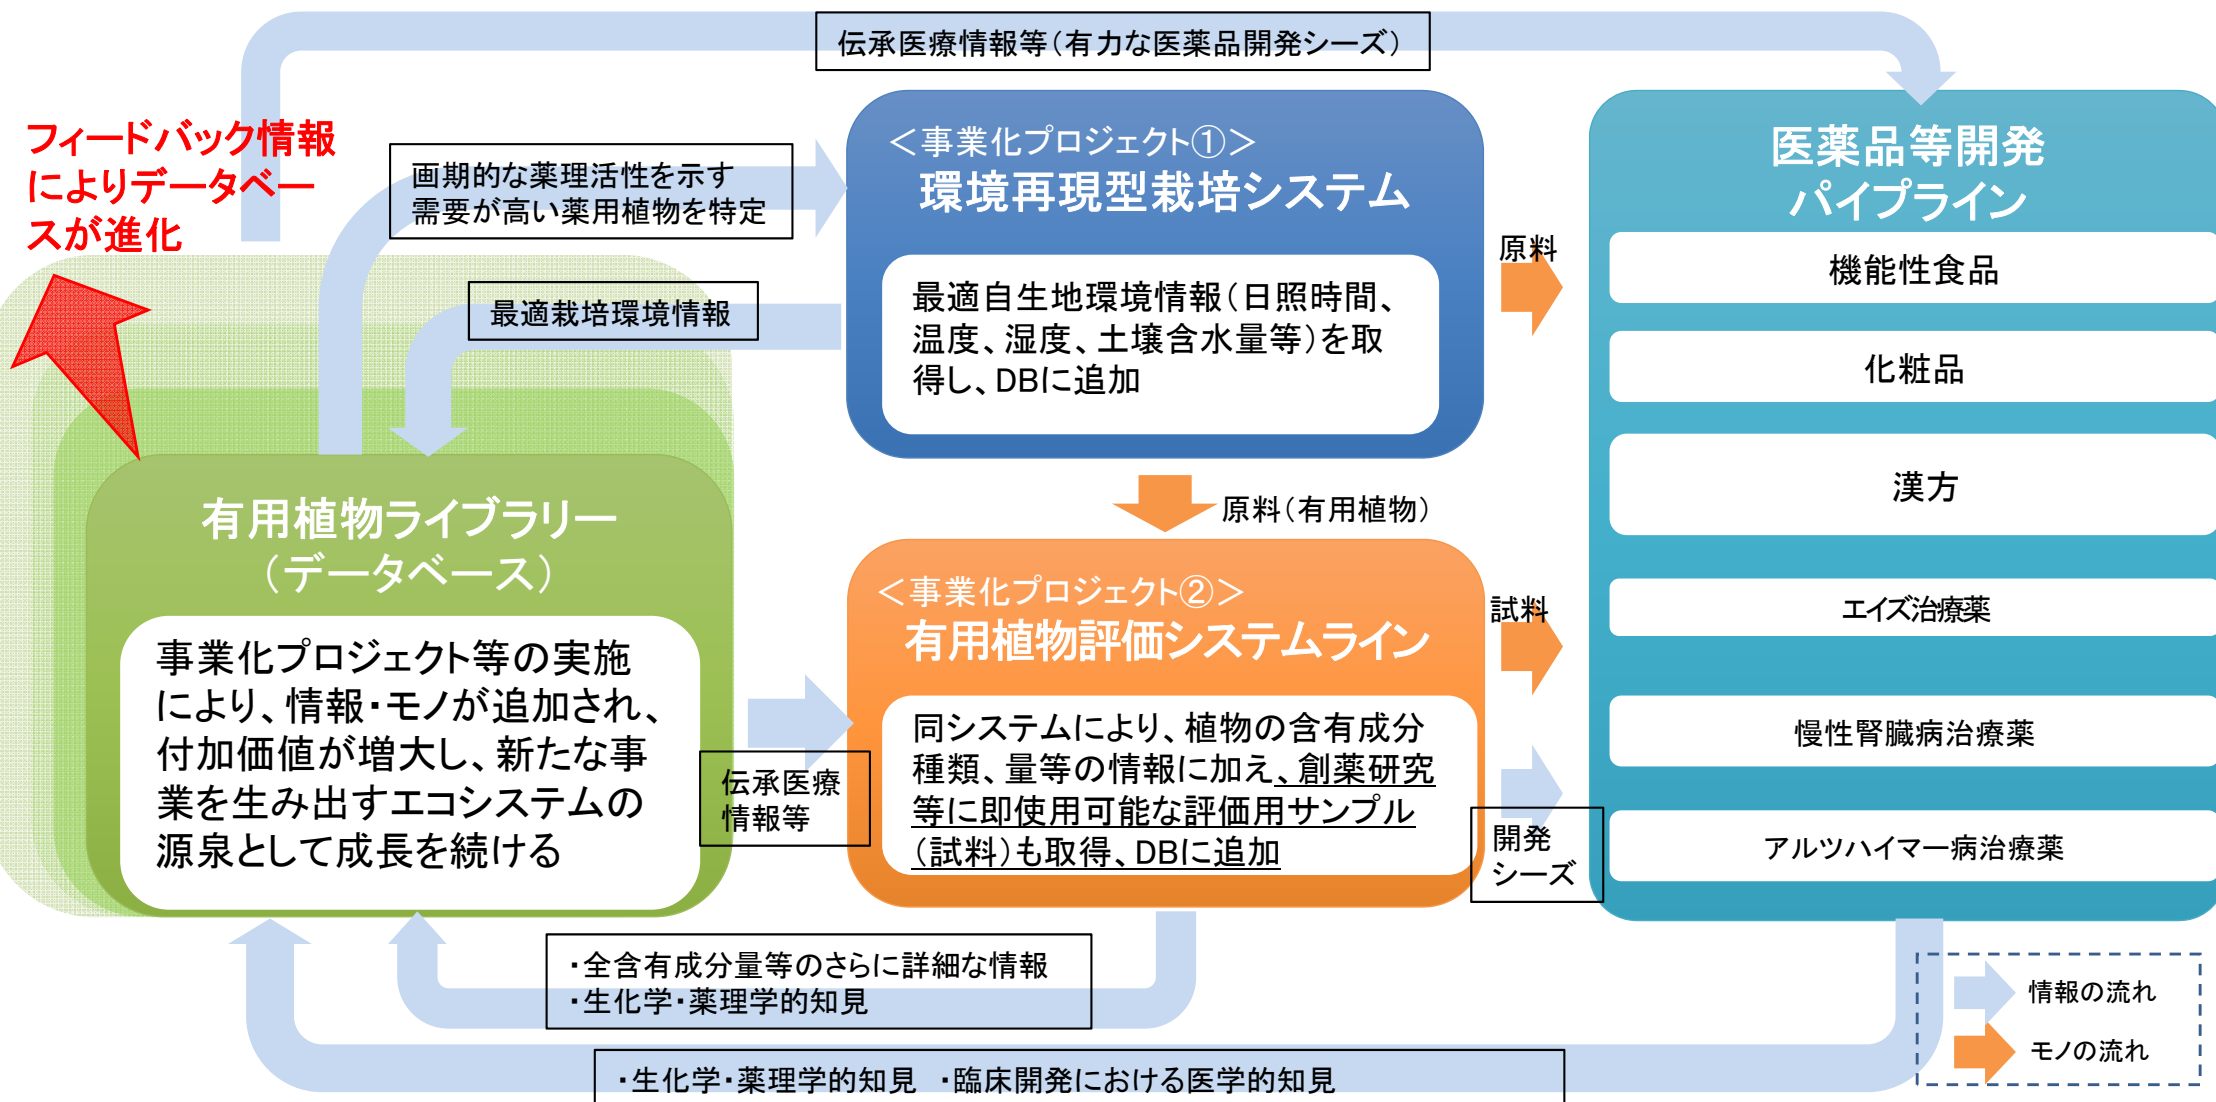 伝承医療情報等(有力な医薬品開発シーズ)
フィードバック情報
によりデータベー
スが進化
画期的な薬理活性を示す
需要が高い薬用植物を特定
最適栽培環境情報
<事業化プロジェクト①>
環境再現型栽培システム
最適自生地環境情報(日照時間、
温度、湿度、土壌含水量等)を取
得し、DBに追加
原料
原料(有用植物)
医薬品等開発
パイプライン
機能性食品
化粧品
漢方
エイズ治療薬
慢性腎臓病治療薬
アルツハイマー病治療薬
有用植物ライブラリー
(データベース)
事業化プロジェクト等の実施
により、情報・モノが追加され、
付加価値が増大し、新たな事
業を生み出すエコシステムの
源泉として成長を続ける
伝承医療
情報等
<事業化プロジェクト②>
有用植物評価システムライン
同システムにより、植物の含有成分
種類、量等の情報に加え、創薬研究
等に即使用可能な評価用サンプル
(試料)も取得、DBに追加
試料
開発
シーズ
・全含有成分量等のさらに詳細な情報
・生化学・薬理学的知見
・生化学・薬理学的知見 ・臨床開発における医学的知見
情報の流れ
モノの流れ